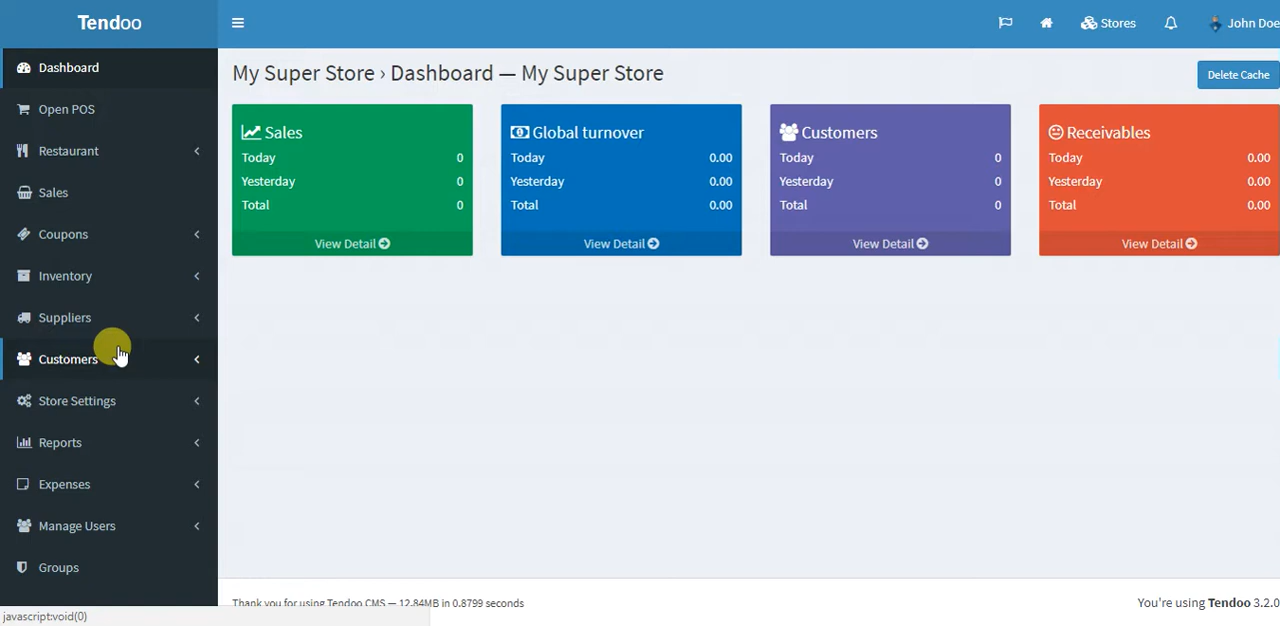 Tendoo
Stores
John Doe
Dashboard
Open POS
Restaurant
Sales
Coupons
Inventory
Suppliers
Customers
Store Settings
Reports
Expenses
Manage Users
Groups
My Super Store › Dashboard — My Super Store
Delete Cache
Sales
Today 0
Yesterday 0
Total 0
View Detail
Global turnover
Today 0.00
Yesterday 0.00
Total 0.00
View Detail
Customers
Today 0
Yesterday 0
Total 0
View Detail
Receivables
Today 0.00
Yesterday 0.00
Total 0.00
View Detail
Thank you for using Tendoo CMS — 12.84MB in 0.8799 seconds
You're using Tendoo 3.2.0
javascript:void(0)